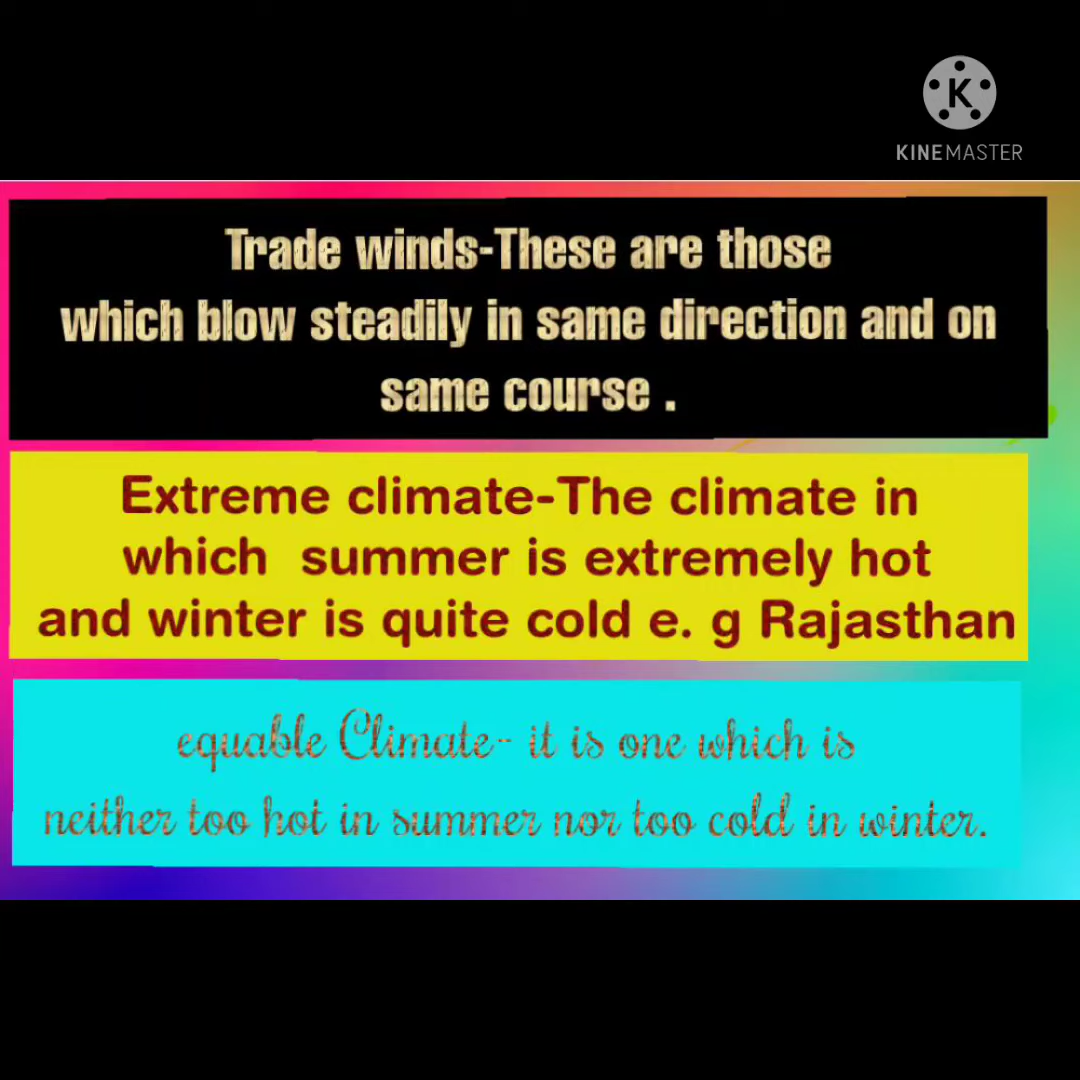 K
KINEMASTER
Trade winds-These are those
which blow steadily in same direction and on
same course .
Extreme climate-The climate in
which  summer is extremely hot
and winter is quite cold e. g Rajasthan
equable Climate- it is one which is
neither too hot in summer nor too cold in winter.